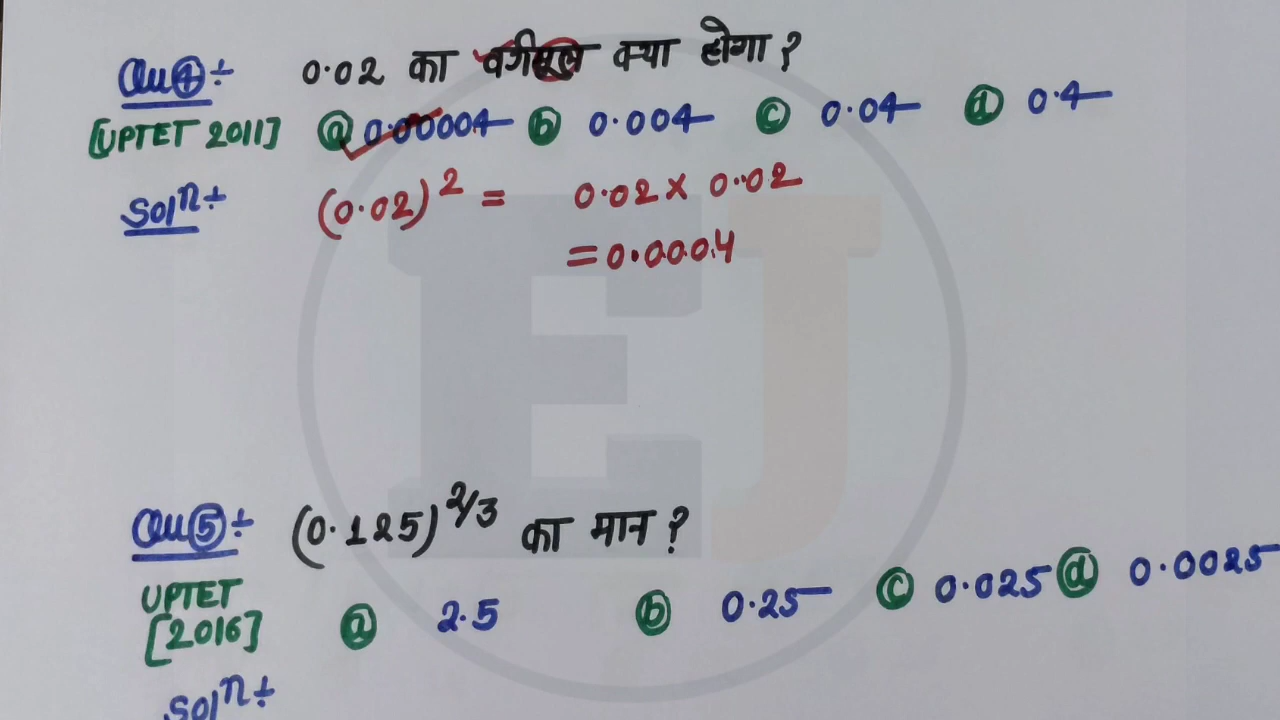 Qu④÷ 0.02 का वर्ग क्या होगा?
[UPTET 2011] ⓐ 0.00004 ⓑ 0.004 ⓒ 0.04 ⓓ 0.4
Solⁿ÷ (0.02)² = 0.02 × 0.02
= 0.0004
Qu⑤÷ (0.125)^2/3 का मान?
UPTET
[2016] ⓐ 2.5 ⓑ 0.25 ⓒ 0.025 ⓓ 0.0025
Solⁿ÷
EJ